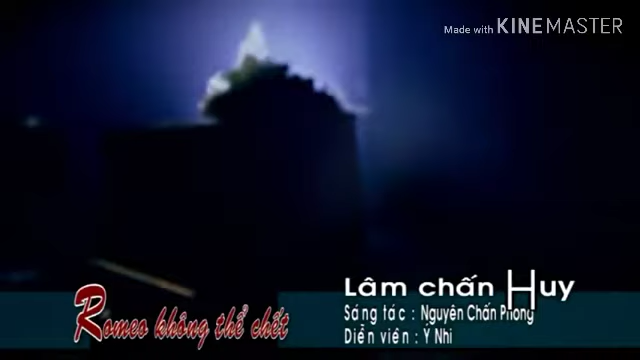 Made with KINEMASTER
Lâm chấn Huy
Romeo không thể chết
Sáng tác : Nguyên Chấn Phong
Diễn viên : Y Nhi